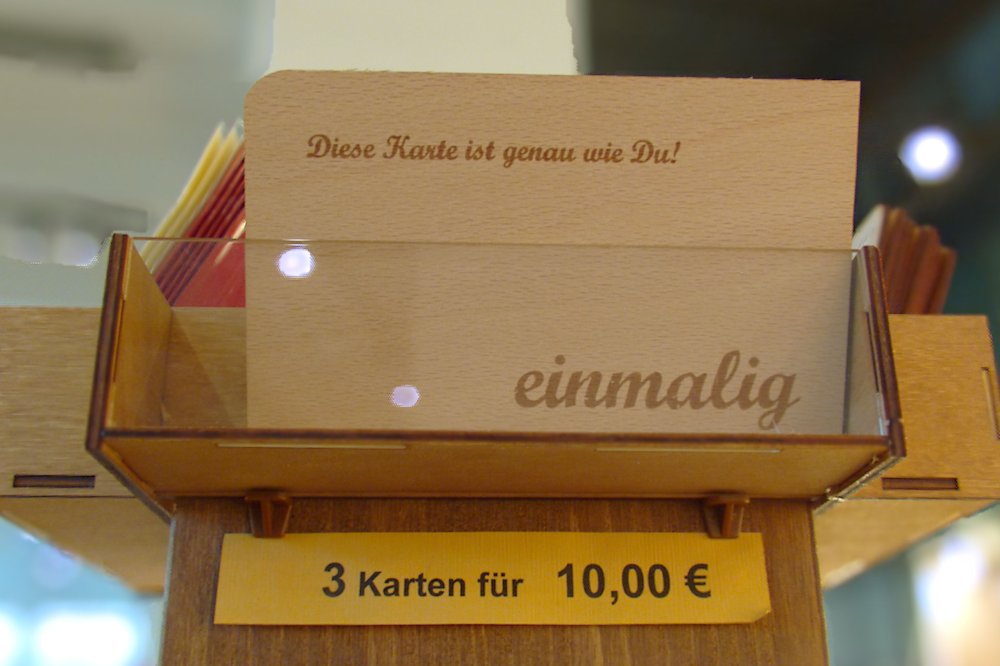 Diese Karte ist genau wie Du!
einmalig
3 Karten für 10,00 €